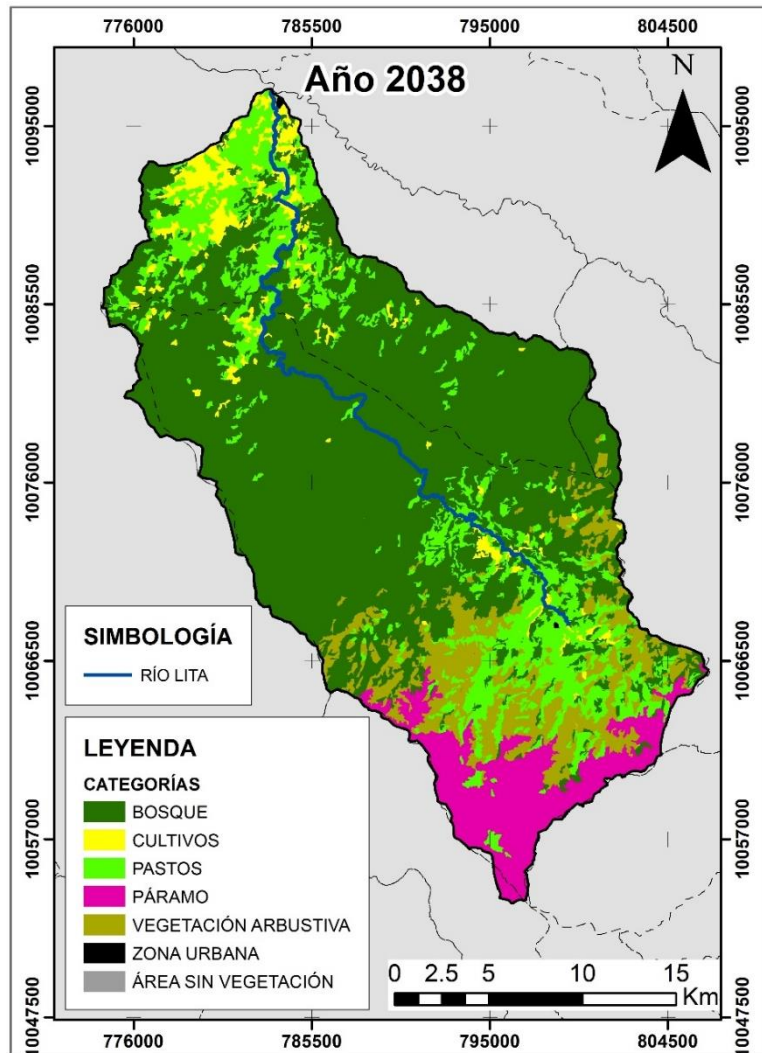 776000 785500 795000 804500
Año 2038
N
10095000 10095000
10085500 10085500
10076000 10076000
10066500 10066500
10057000 10057000
10047500 10047500
SIMBOLOGÍA
RÍO LITA
LEYENDA
CATEGORÍAS
BOSQUE
CULTIVOS
PASTOS
PÁRAMO
VEGETACIÓN ARBUSTIVA
ZONA URBANA
ÁREA SIN VEGETACIÓN
0 2.5 5 10 15
Km
776000 785500 795000 804500